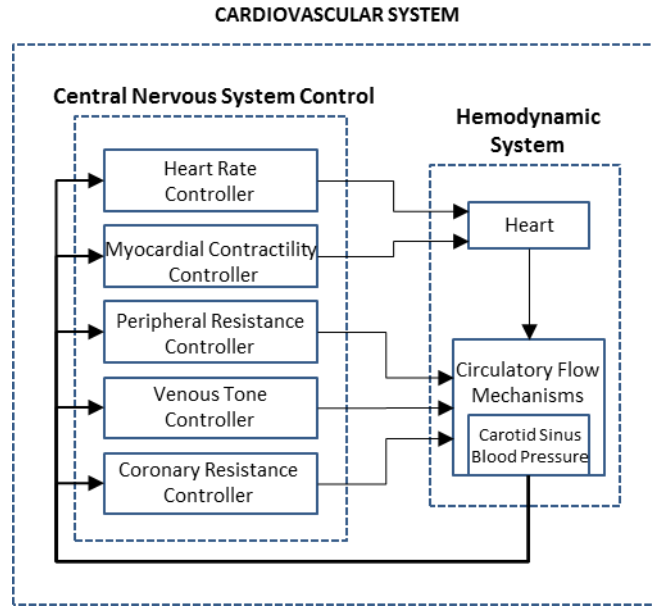 CARDIOVASCULAR SYSTEM
Central Nervous System Control
Heart Rate
Controller
Myocardial Contractility
Controller
Peripheral Resistance
Controller
Venous Tone
Controller
Coronary Resistance
Controller
Hemodynamic
System
Heart
Circulatory Flow
Mechanisms
Carotid Sinus
Blood Pressure